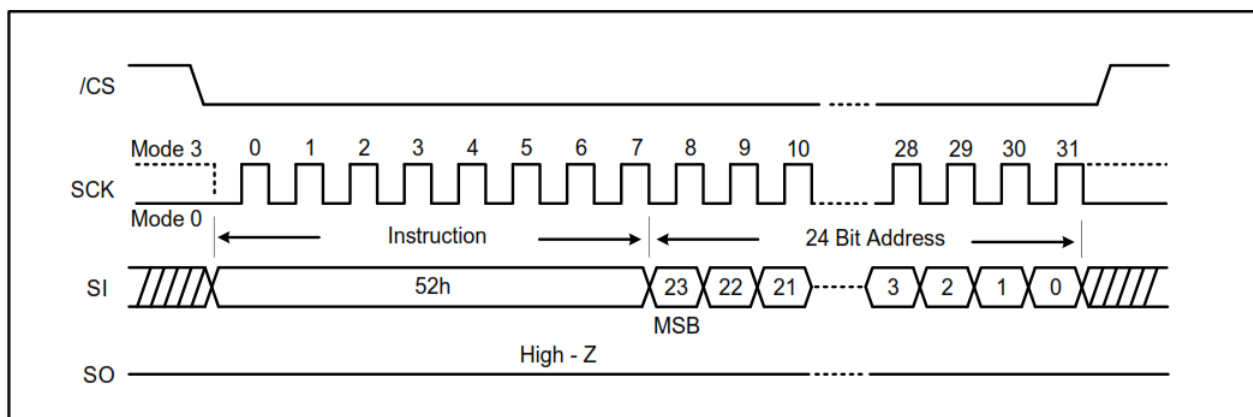 /CS
Mode 3 0 1 2 3 4 5 6 7 8 9 10 28 29 30 31
SCK
Mode 0
Instruction 24 Bit Address
SI 52h 23 22 21 3 2 1 0
MSB
High - Z
SO